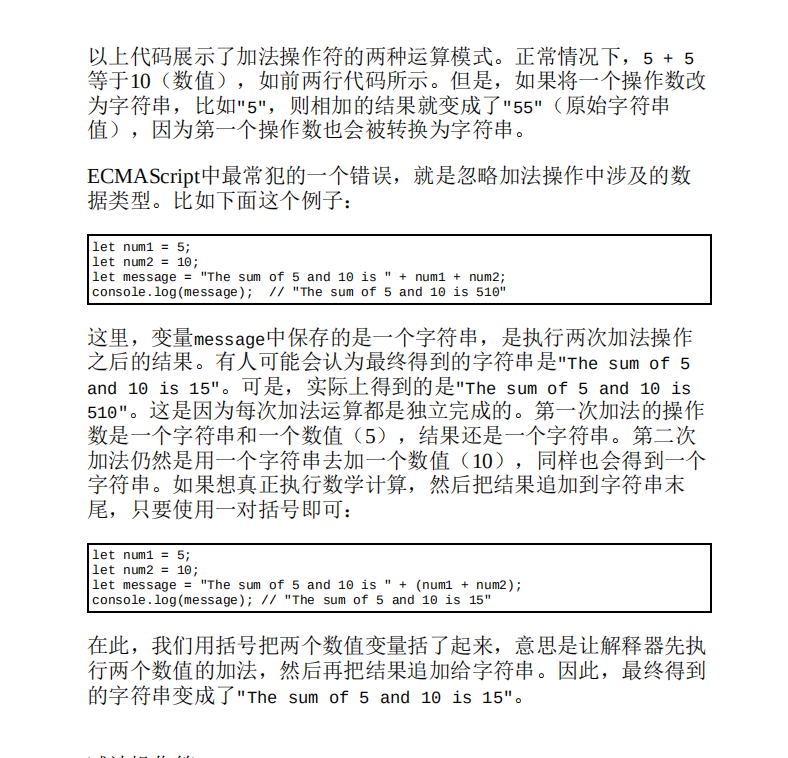 以上代码展示了加法操作符的两种运算模式。正常情况下，5 + 5
等于10（数值），如前两行代码所示。但是，如果将一个操作数改
为字符串，比如"5"，则相加的结果就变成了"55"（原始字符串
值），因为第一个操作数也会被转换为字符串。
ECMAScript中最常犯的一个错误，就是忽略加法操作中涉及的数
据类型。比如下面这个例子：
let num1 = 5;
let num2 = 10;
let message = "The sum of 5 and 10 is " + num1 + num2;
console.log(message);  // "The sum of 5 and 10 is 510"
这里，变量message中保存的是一个字符串，是执行两次加法操作
之后的结果。有人可能会认为最终得到的字符串是"The sum of 5
and 10 is 15"。可是，实际上得到的是"The sum of 5 and 10 is
510"。这是因为每次加法运算都是独立完成的。第一次加法的操作
数是一个字符串和一个数值（5），结果还是一个字符串。第二次
加法仍然是用一个字符串去加一个数值（10），同样也会得到一个
字符串。如果想真正执行数学计算，然后把结果追加到字符串末
尾，只要使用一对括号即可：
let num1 = 5;
let num2 = 10;
let message = "The sum of 5 and 10 is " + (num1 + num2);
console.log(message); // "The sum of 5 and 10 is 15"
在此，我们用括号把两个数值变量括了起来，意思是让解释器先执
行两个数值的加法，然后再把结果追加给字符串。因此，最终得到
的字符串变成了"The sum of 5 and 10 is 15"。